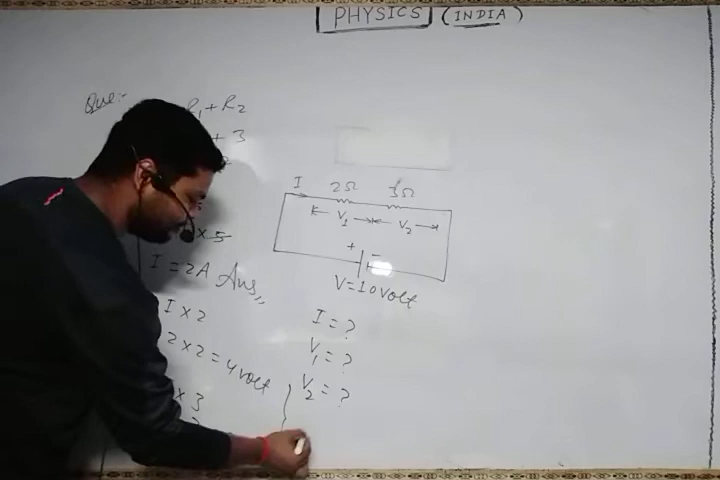 PHYSICS (INDIA)
Que:-
R1 + R2
+ 3
× 5
I = 2A Ans,,
I × 2
2 × 2 = 4 volt
× 3
I 2Ω 3Ω
V1 V2
+ -
V = 10 volt
I = ?
V1 = ?
V2 = ?